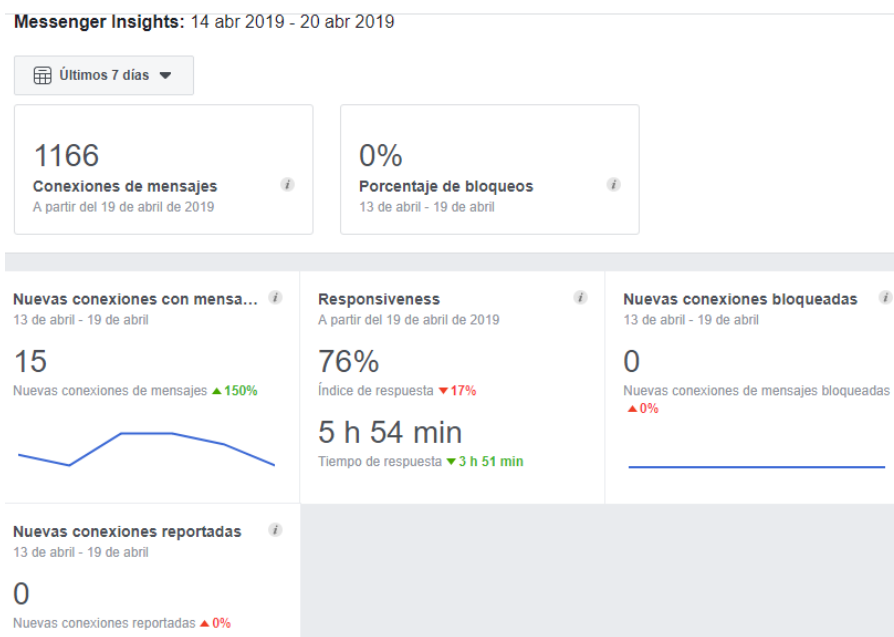 Messenger Insights: 14 abr 2019 - 20 abr 2019
Últimos 7 días
1166
Conexiones de mensajes
A partir del 19 de abril de 2019
0%
Porcentaje de bloqueos
13 de abril - 19 de abril
Nuevas conexiones con mensa...
13 de abril - 19 de abril
15
Nuevas conexiones de mensajes ▲150%
Responsiveness
A partir del 19 de abril de 2019
76%
Índice de respuesta ▼17%
5 h 54 min
Tiempo de respuesta ▼3 h 51 min
Nuevas conexiones bloqueadas
13 de abril - 19 de abril
0
Nuevas conexiones de mensajes bloqueadas
▲0%
Nuevas conexiones reportadas
13 de abril - 19 de abril
0
Nuevas conexiones reportadas ▲0%